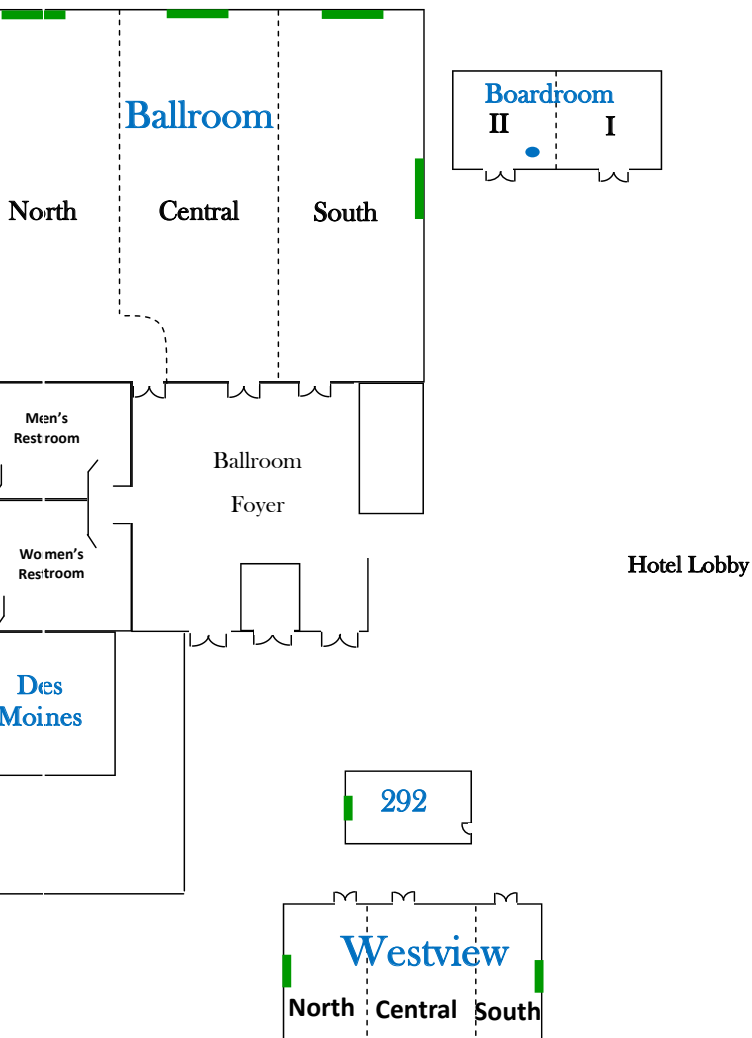 Ballroom
Boardroom
II
I
North
Central
South
Men's
Restroom
Ballroom
Foyer
Women's
Restroom
Hotel Lobby
Des
Moines
292
Westview
North
Central
South